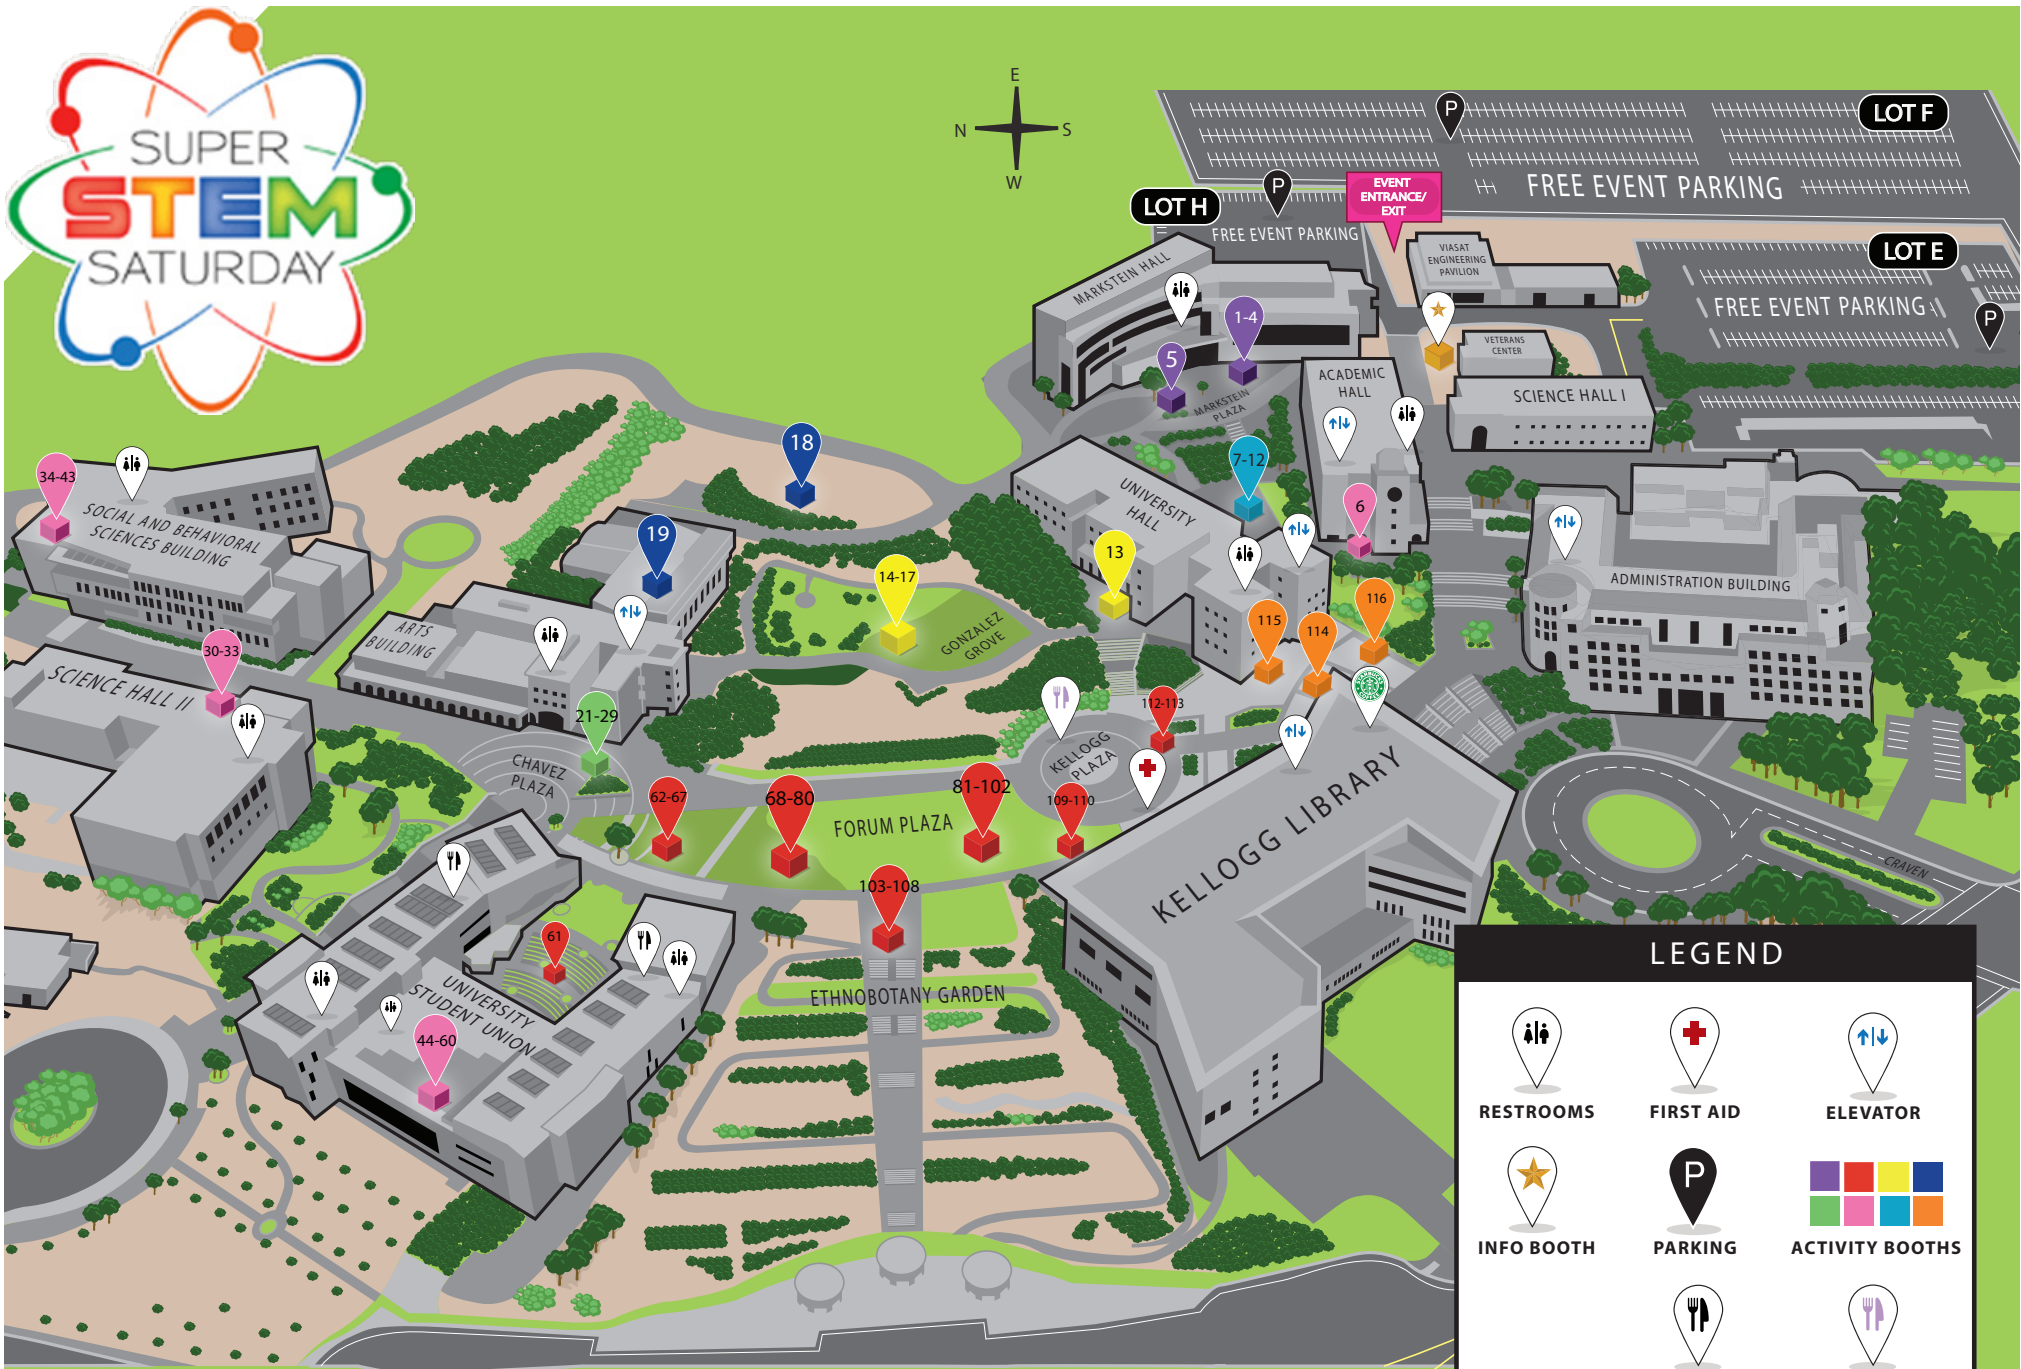 SUPER
STEM
SATURDAY
E
N
S
W
LOT F
P
FREE EVENT PARKING
P
EVENT
ENTRANCE/
EXIT
LOT H
FREE EVENT PARKING
LOT E
FREE EVENT PARKING
P
VIASAT
ENGINEERING
PAVILION
MARKSTEIN HALL
1-4
5
MARKSTEIN
PLAZA
VETERANS
CENTER
ACADEMIC
HALL
SCIENCE HALL I
18
34-43
SOCIAL AND BEHAVIORAL
SCIENCES BUILDING
7-12
UNIVERSITY
HALL
6
19
13
14-17
ADMINISTRATION BUILDING
GONZALEZ
GROVE
116
115
114
ARTS
BUILDING
30-33
SCIENCE HALL II
STARBUCKS
COFFEE
21-29
112-113
CHAVEZ
PLAZA
KELLOGG
PLAZA
62-67
68-80
81-102
109-110
FORUM PLAZA
KELLOGG LIBRARY
103-108
CRAVEN
61
UNIVERSITY
STUDENT UNION
ETHNOBOTANY GARDEN
44-60
LEGEND
RESTROOMS
FIRST AID
ELEVATOR
P
INFO BOOTH
PARKING
ACTIVITY BOOTHS